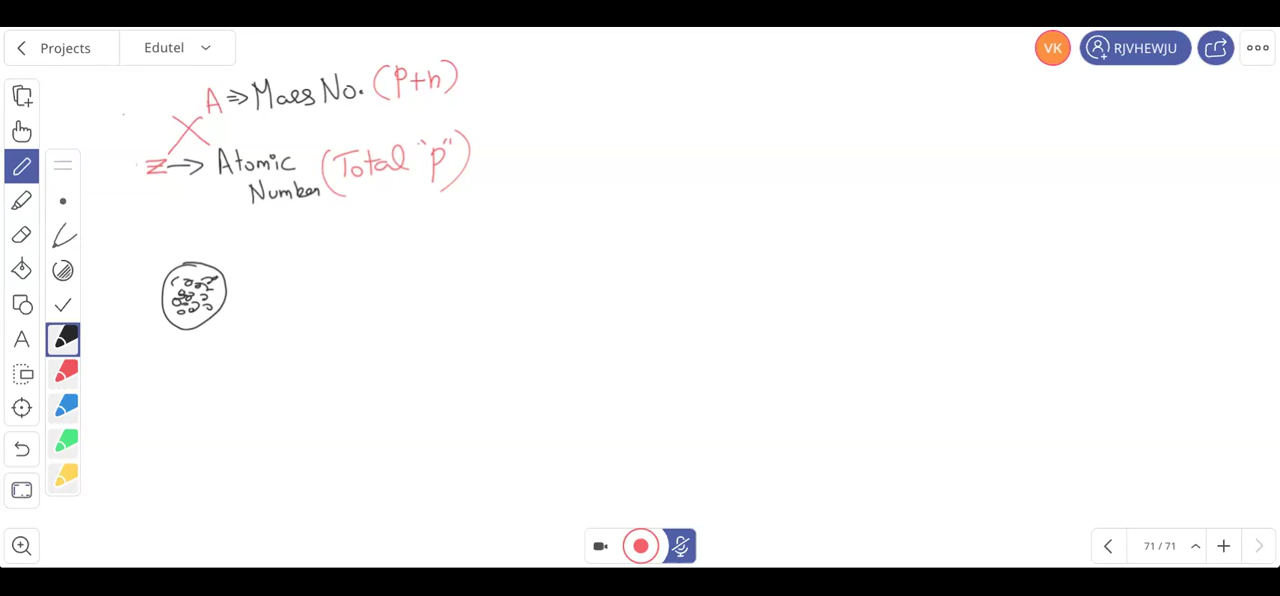 Projects
Edutel
VK
RJVHEWJU
A ⇒ Mass No. (p+n)
X
Z → Atomic (Total "p")
Number
A
71 / 71